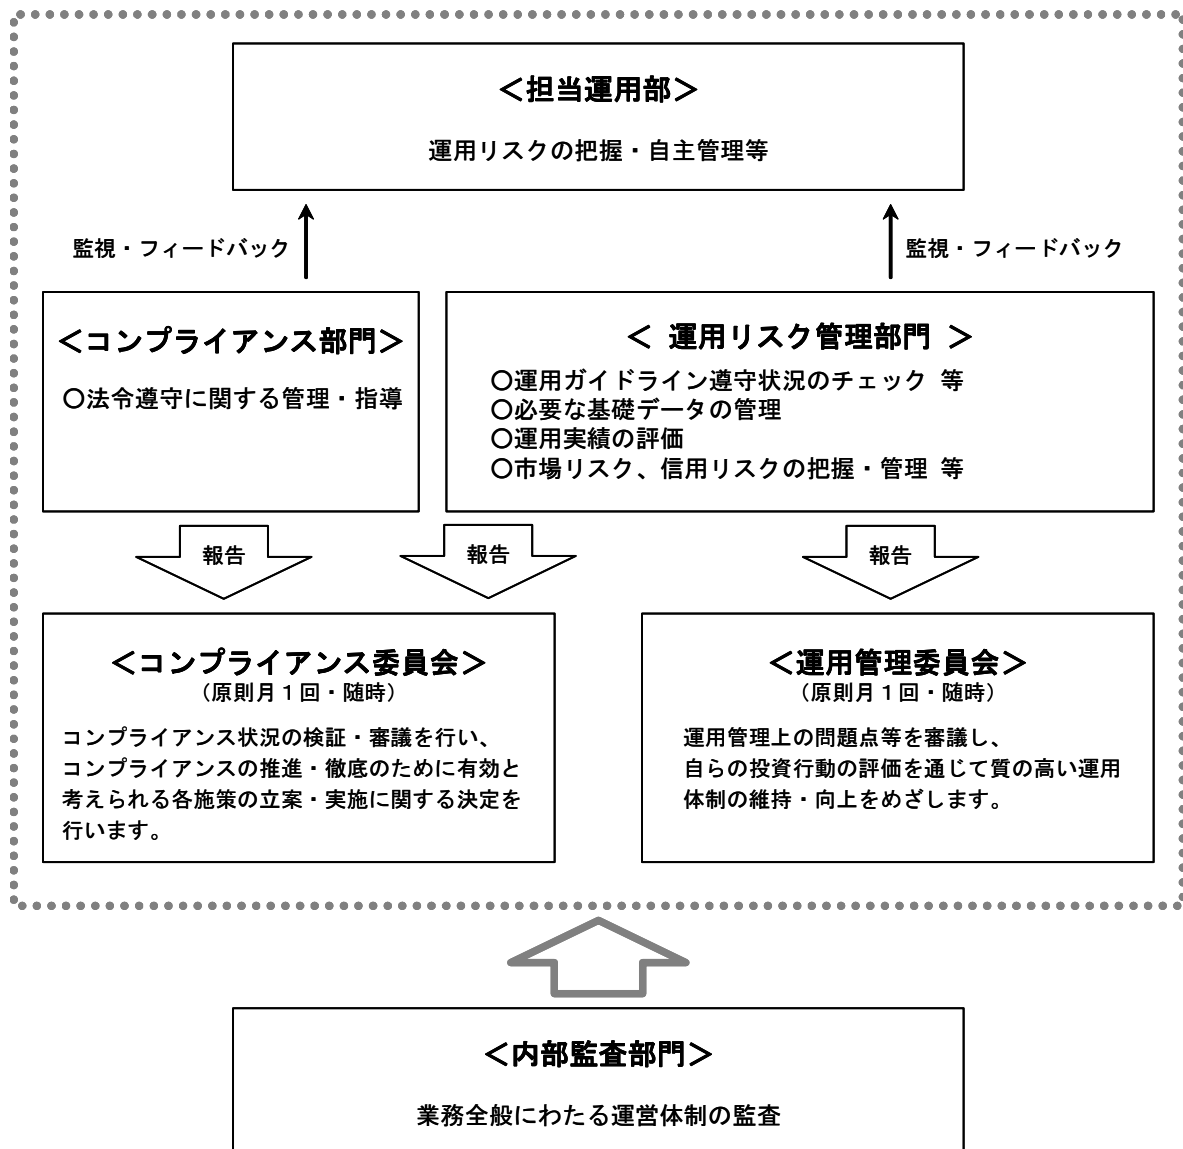 ＜担当運用部＞
運用リスクの把握・自主管理等
監視・フィードバック
監視・フィードバック
＜コンプライアンス部門＞
○法令遵守に関する管理・指導
＜ 運用リスク管理部門 ＞
○運用ガイドライン遵守状況のチェック 等
○必要な基礎データの管理
○運用実績の評価
○市場リスク、信用リスクの把握・管理 等
報告
報告
報告
＜コンプライアンス委員会＞
（原則月１回・随時）
コンプライアンス状況の検証・審議を行い、
コンプライアンスの推進・徹底のために有効と
考えられる各施策の立案・実施に関する決定を
行います。
＜運用管理委員会＞
（原則月１回・随時）
運用管理上の問題点等を審議し、
自らの投資行動の評価を通じて質の高い運用
体制の維持・向上をめざします。
＜内部監査部門＞
業務全般にわたる運営体制の監査